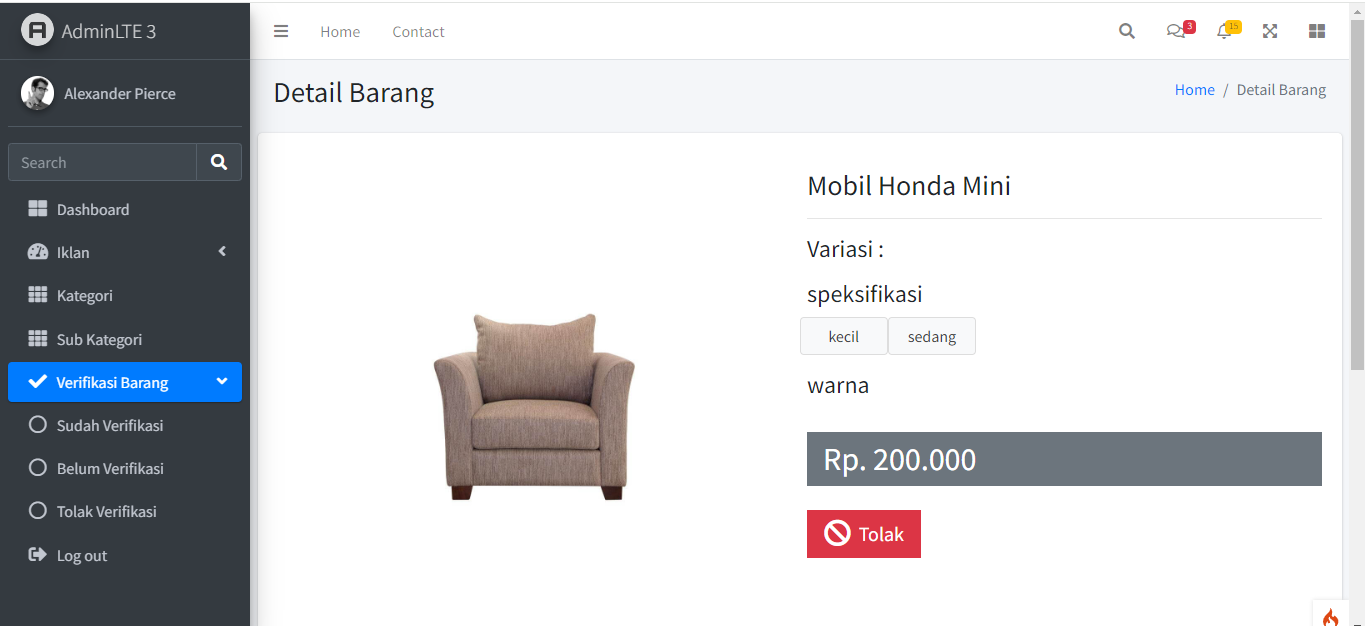 AdminLTE 3
Alexander Pierce
Search
Dashboard
Iklan
Kategori
Sub Kategori
Verifikasi Barang
Sudah Verifikasi
Belum Verifikasi
Tolak Verifikasi
Log out
Home Contact
3
15
Detail Barang
Home / Detail Barang
Mobil Honda Mini
Variasi :
speksifikasi
kecil sedang
warna
Rp. 200.000
Tolak